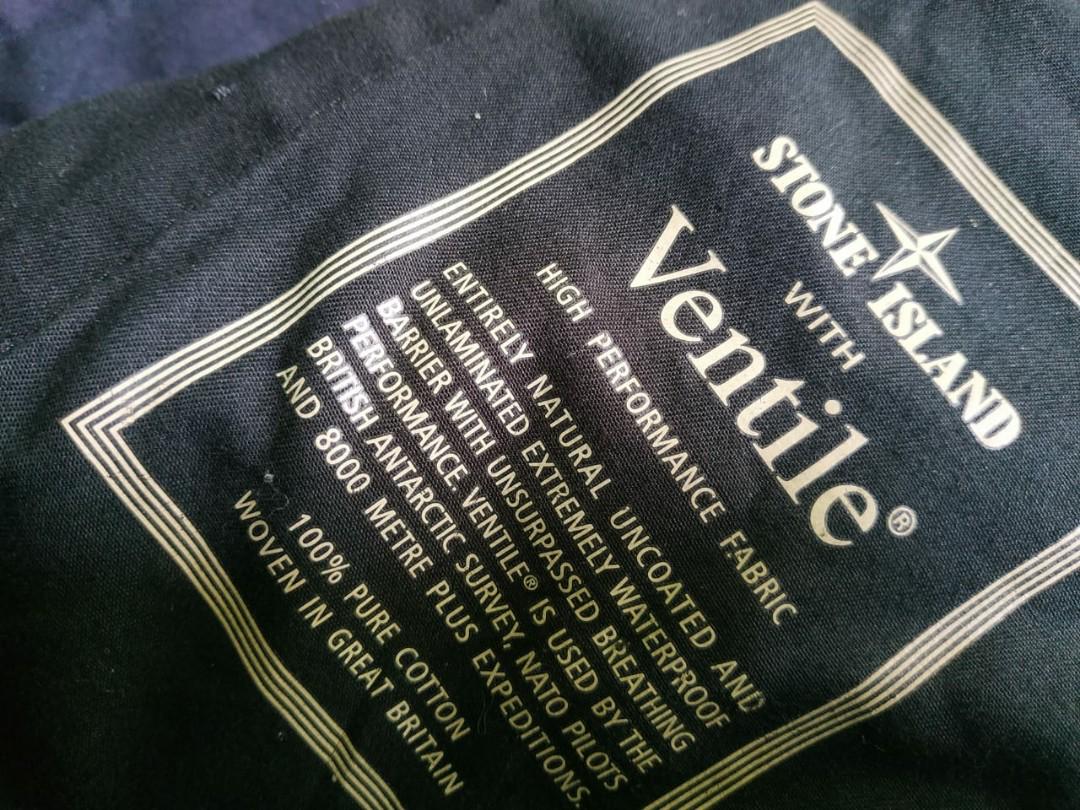 STONE ISLAND
WITH
Ventile®
HIGH PERFORMANCE FABRIC
ENTIRELY NATURAL UNCOATED AND
UNLAMINATED EXTREMELY WATERPROOF
BARRIER WITH UNSURPASSED BREATHING
PERFORMANCE. VENTILE® IS USED BY THE
BRITISH ANTARCTIC SURVEY, NATO PILOTS
AND 8000 METRE PLUS EXPEDITIONS.
100% PURE COTTON
WOVEN IN GREAT BRITAIN